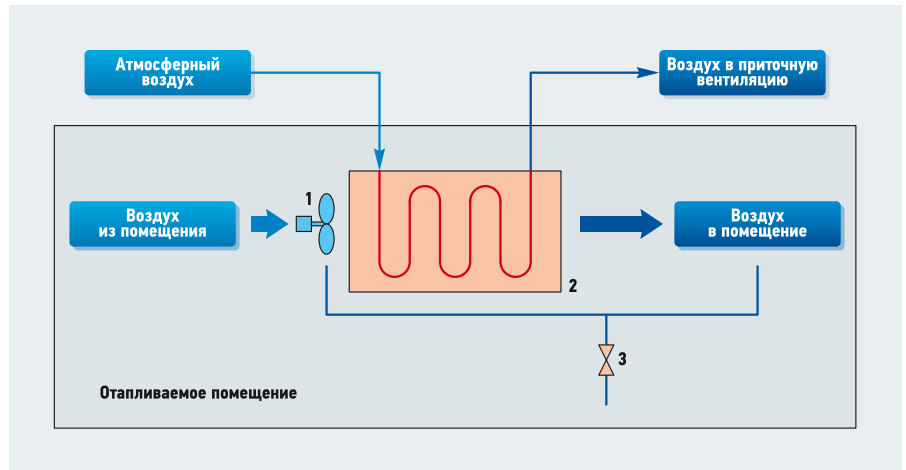 Атмосферный
воздух
Воздух в приточную
вентиляцию
1
Воздух
из помещения
Воздух
в помещение
2
3
Отапливаемое помещение